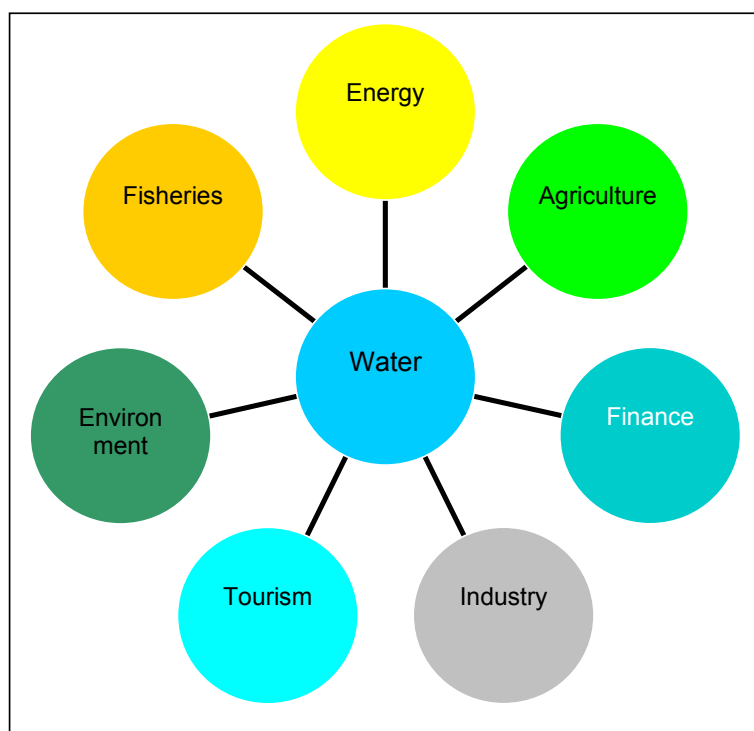 Energy
Fisheries
Agriculture
Water
Environ
ment
Finance
Tourism
Industry